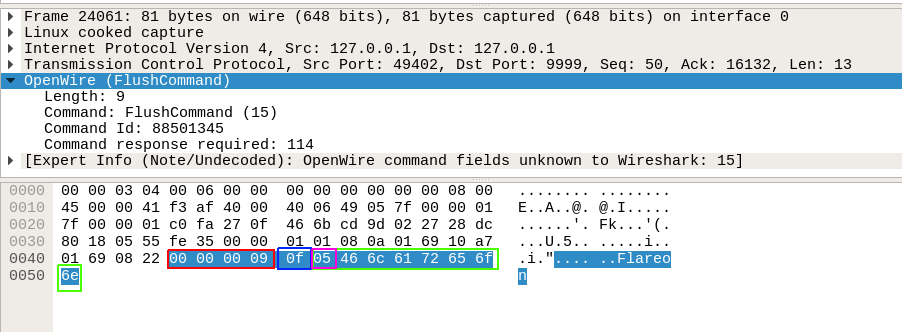 Frame 24061: 81 bytes on wire (648 bits), 81 bytes captured (648 bits) on interface 0
Linux cooked capture
Internet Protocol Version 4, Src: 127.0.0.1, Dst: 127.0.0.1
Transmission Control Protocol, Src Port: 49402, Dst Port: 9999, Seq: 50, Ack: 16132, Len: 13
OpenWire (FlushCommand)
Length: 9
Command: FlushCommand (15)
Command Id: 88501345
Command response required: 114
[Expert Info (Note/Undecoded): OpenWire command fields unknown to Wireshark: 15]
0000 00 00 03 04 00 06 00 00 00 00 00 00 00 00 08 00 ........ ........
0010 45 00 00 41 f3 af 40 00 40 06 49 05 7f 00 00 01 E..A..@. @.I.....
0020 7f 00 00 01 c0 fa 27 0f 46 6b cd 9d 02 27 28 dc ......'. Fk...'(.
0030 80 18 05 55 fe 35 00 00 01 01 08 0a 01 69 10 a7 ...U.5.. .....i..
0040 01 69 08 22 00 00 00 09 0f 05 46 6c 61 72 65 6f .i.".... ..Flareo
0050 6e n